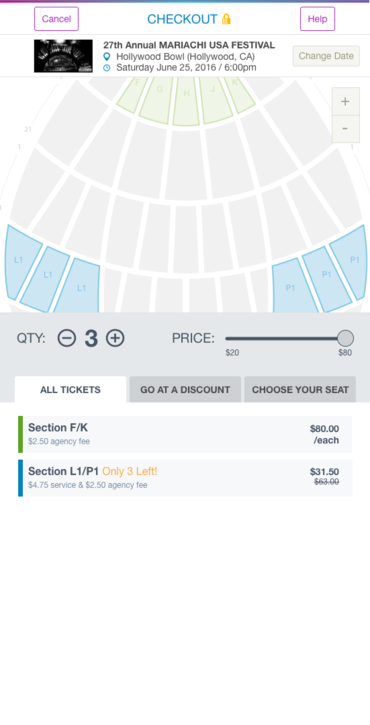 Cancel
CHECKOUT
Help
27th Annual MARIACHI USA FESTIVAL
Hollywood Bowl (Hollywood, CA)
Saturday June 25, 2016 / 6:00pm
Change Date
F G H J K
+
-
21
1
1
L1
L1
L1
P1
P1
P1
QTY: 3
PRICE:
$20 $80
ALL TICKETS
GO AT A DISCOUNT
CHOOSE YOUR SEAT
Section F/K
$2.50 agency fee
$80.00
/each
Section L1/P1 Only 3 Left!
$4.75 service & $2.50 agency fee
$31.50
$63.00